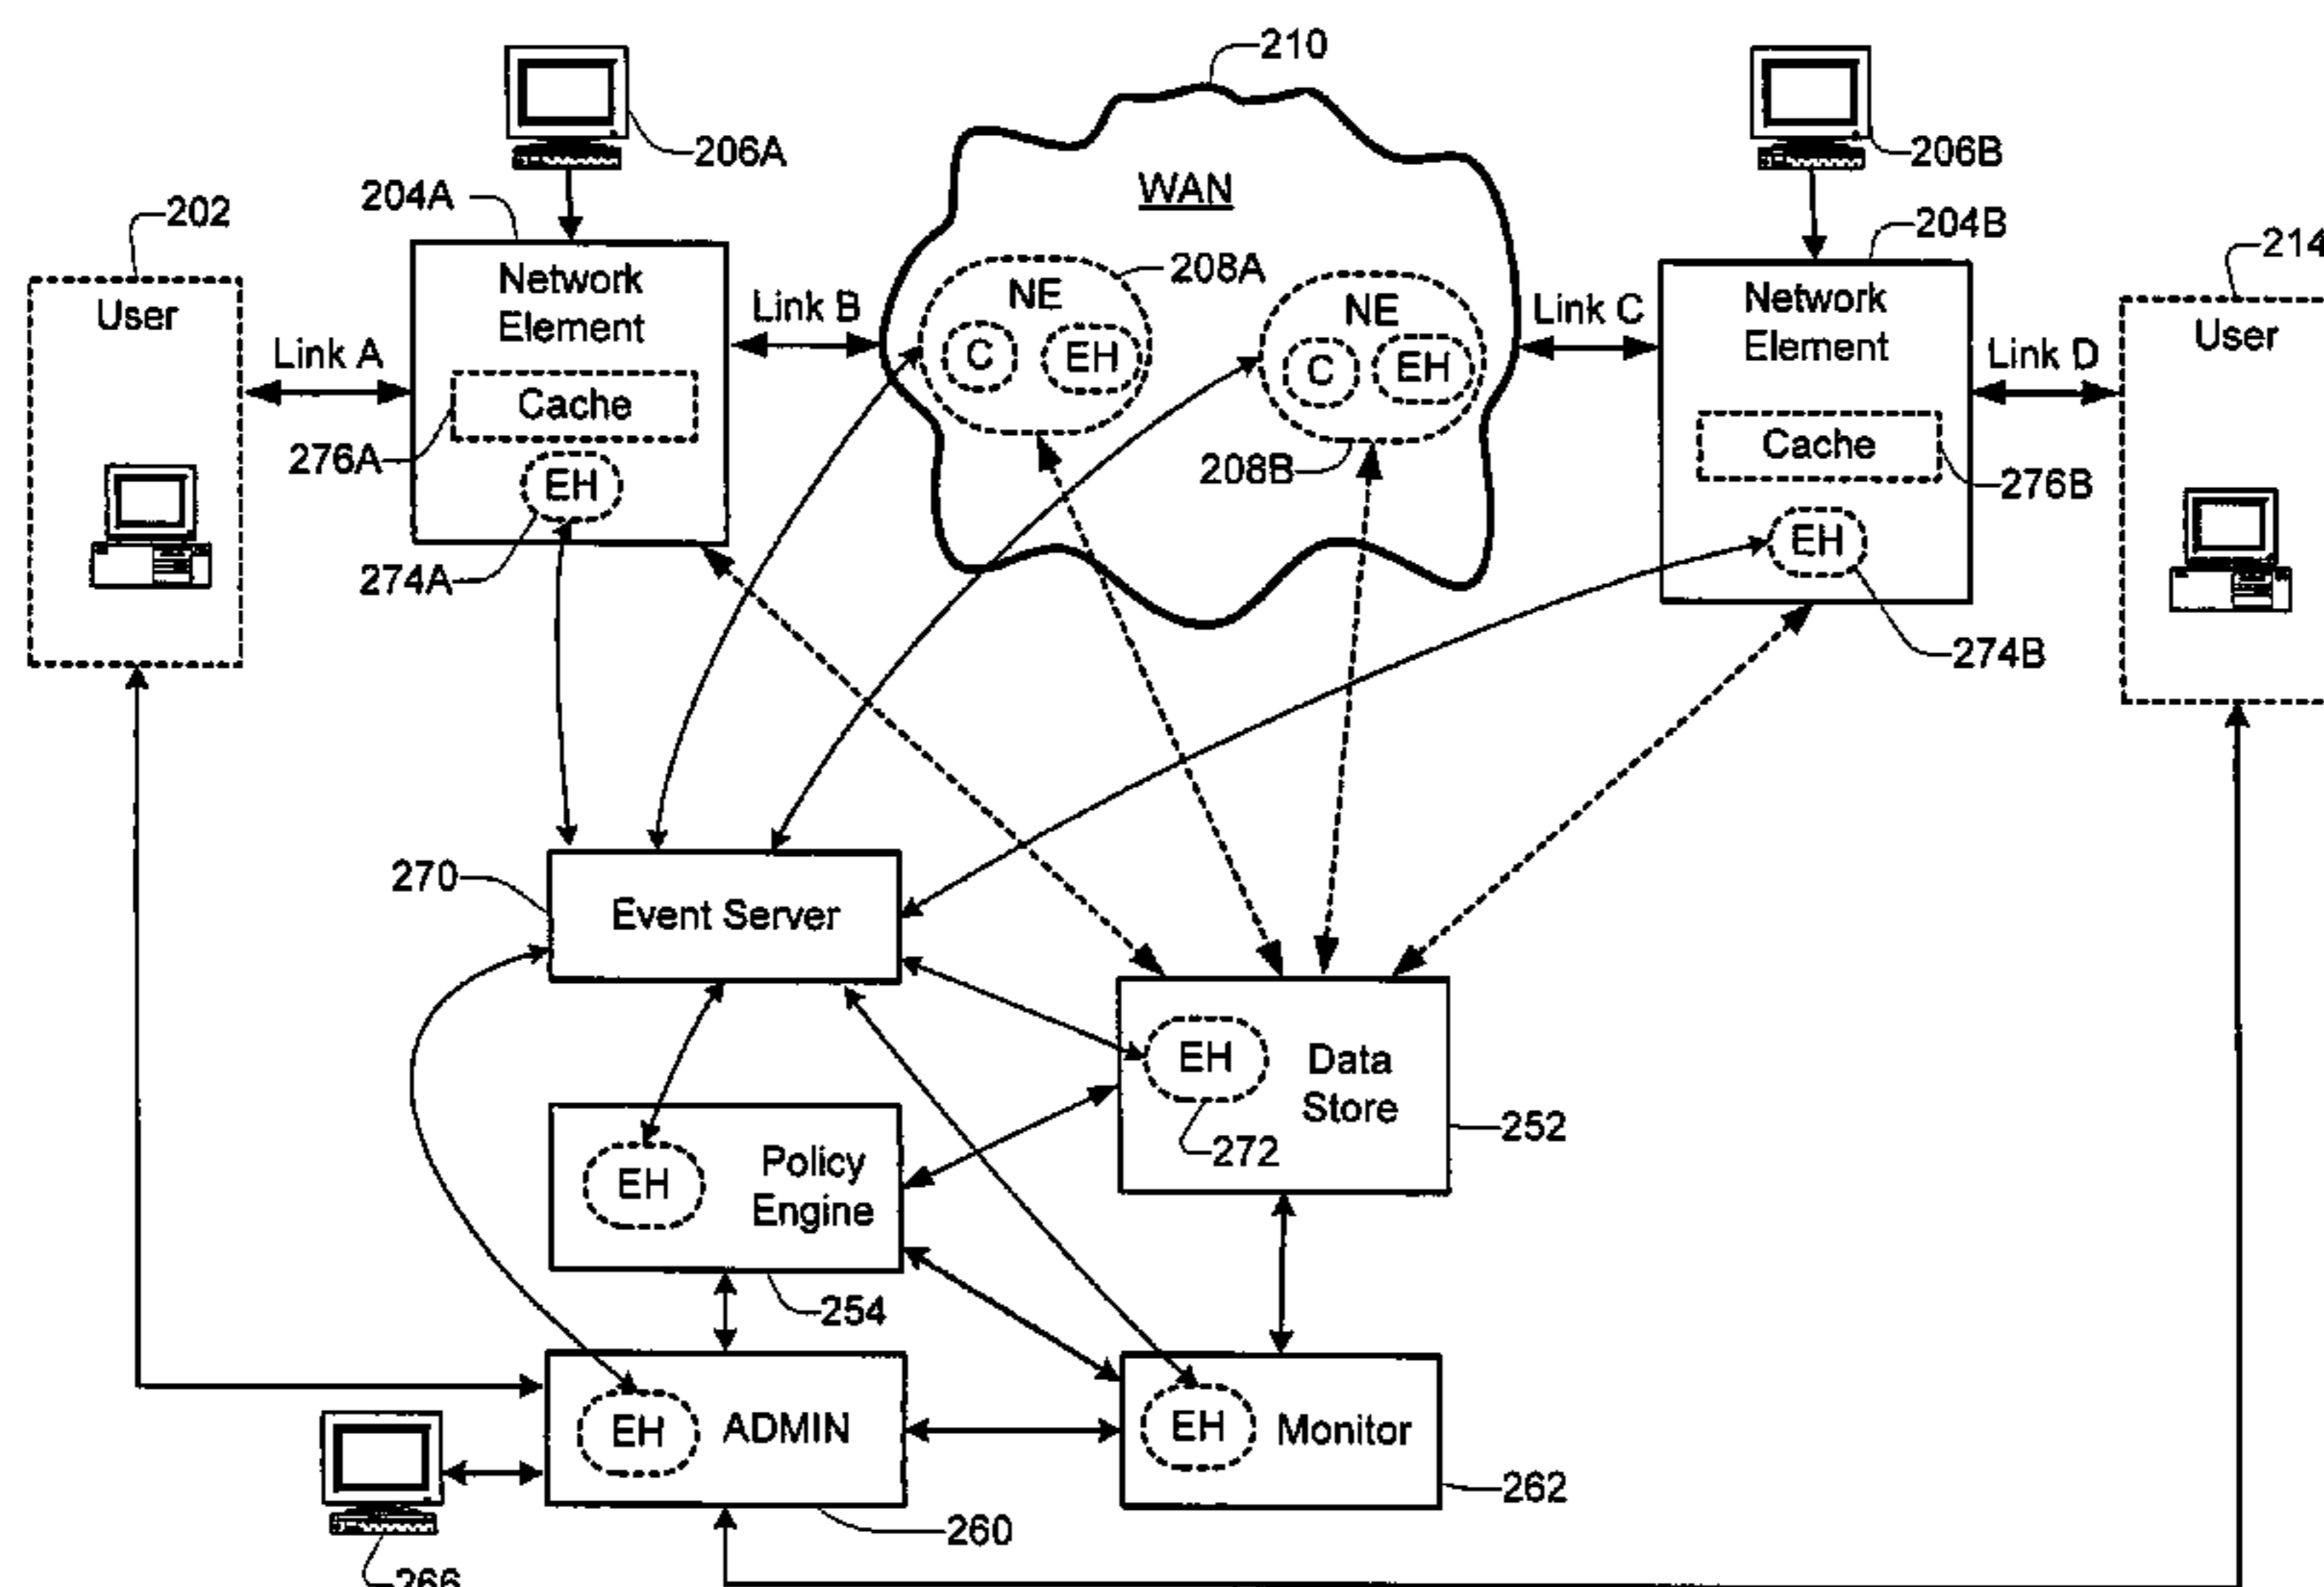 210
206A
206B
202
204A
WAN
204B
214
User
Network
Element
Link A
Link B
Cache
276A
EH
274A
NE
208A
C
EH
NE
C
EH
208B
Link C
Network
Element
Link D
User
Cache
276B
EH
274B
270
Event Server
EH
Data
Store
272
252
EH
Policy
Engine
254
EH
ADMIN
EH
Monitor
262
260
266